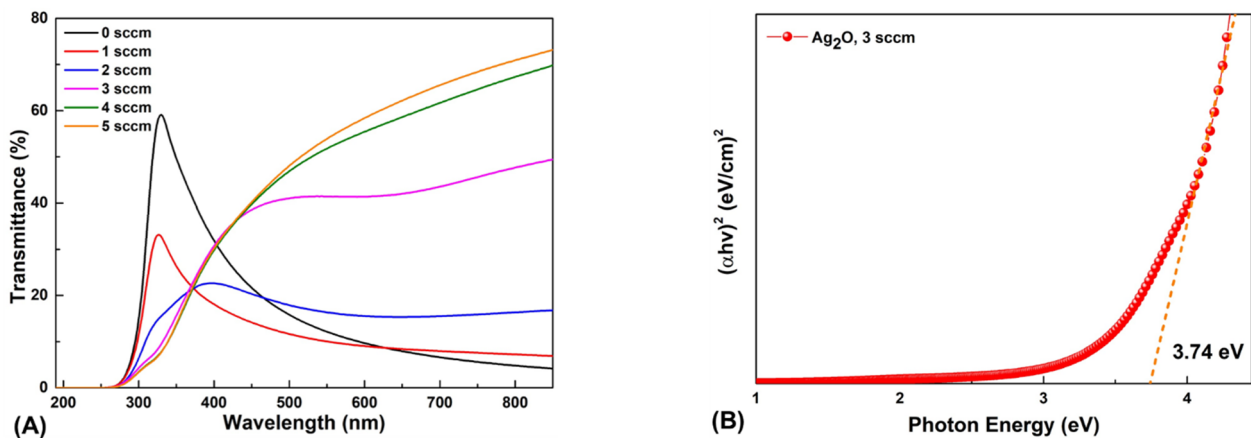 80
60
40
20
0
Transmittance (%)
0 sccm
1 sccm
2 sccm
3 sccm
4 sccm
5 sccm
200 300 400 500 600 700 800
Wavelength (nm)
(A)
(αhν)² (eV/cm)²
Ag₂O, 3 sccm
3.74 eV
1 2 3 4
Photon Energy (eV)
(B)